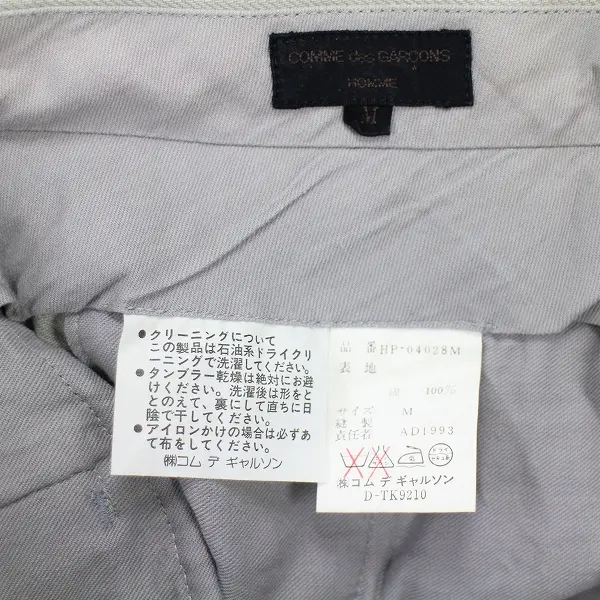 COMME des GARÇONS
HOMME
M
● クリーニングについて
この製品は石油系ドライクリ
ーニングで洗濯してください。
● タンブラー乾燥は絶対にお避
けください。洗濯後は形をと
とのえて、裏にして直ちに日
陰で干してください。
● アイロンかけの場合は必ずあ
て布をしてください。
㈱コム デ ギャルソン
品番 HP-04028M
表地
綿 100%
サイズ M
縫製
責任者 AD1993
ドライ
㈱コム デ ギャルソン
D-TK9210